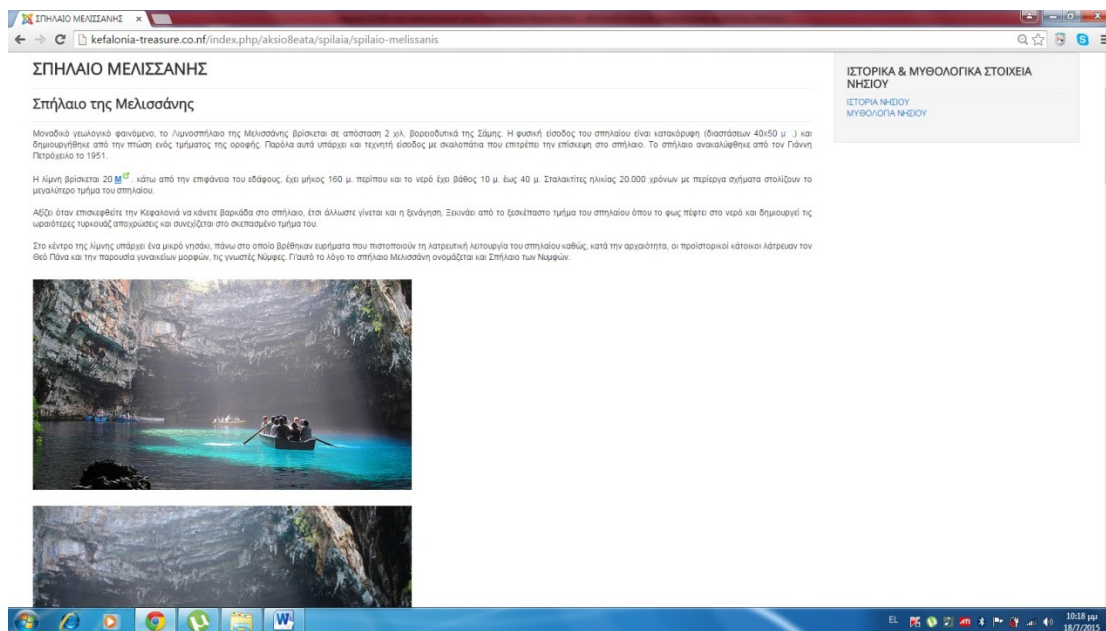 ΣΠΗΛΑΙΟ ΜΕΛΙΣΣΑΝΗΣ
kefalonia-treasure.co.nf/index.php/aksio8eata/spilaia/spilaio-melissanis
ΣΠΗΛΑΙΟ ΜΕΛΙΣΣΑΝΗΣ
Σπήλαιο της Μελισσάνης
Μοναδικό γεωλογικό φαινόμενο, το Λιμνοσπήλαιο της Μελισσάνης βρίσκεται σε απόσταση 2 χιλ. βορειοδυτικά της Σάμης. Η φυσική είσοδος του σπηλαίου είναι κατακόρυφη (διαστάσεων 40x50 μ .) και
δημιουργήθηκε από την πτώση ενός τμήματος της οροφής. Παρόλα αυτά υπάρχει και τεχνητή είσοδος με σκαλοπάτια που επιτρέπει την επίσκεψη στο σπήλαιο. Το σπήλαιο ανακαλύφθηκε από τον Γιάννη
Πετρόχειλο το 1951.
Η λίμνη βρίσκεται 20 Μ , κάτω από την επιφάνεια του εδάφους, έχει μήκος 160 μ. περίπου και το νερό έχει βάθος 10 μ. έως 40 μ. Σταλακτίτες ηλικίας 20.000 χρόνων με περίεργα σχήματα στολίζουν το
μεγαλύτερο τμήμα του σπηλαίου.
Αξίζει όταν επισκεφθείτε την Κεφαλονιά να κάνετε βαρκάδα στο σπήλαιο, έτσι άλλωστε γίνεται και η ξενάγηση. Ξεκινάει από το ξεσκέπαστο τμήμα του σπηλαίου όπου το φως πέφτει στο νερό και δημιουργεί τις
ωραιότερες τυρκουάζ αποχρώσεις και συνεχίζεται στο σκεπασμένο τμήμα του.
Στο κέντρο της λίμνης υπάρχει ένα μικρό νησάκι, πάνω στο οποίο βρέθηκαν ευρήματα που πιστοποιούν τη λατρευτική λειτουργία του σπηλαίου καθώς, κατά την αρχαιότητα, οι προϊστορικοί κάτοικοι λάτρευαν τον
Θεό Πάνα και την παρουσία γυναικείων μορφών, τις γνωστές Νύμφες. Γι'αυτό το λόγο το σπήλαιο Μελισσάνη ονομάζεται και Σπήλαιο των Νυμφών.
ΙΣΤΟΡΙΚΑ & ΜΥΘΟΛΟΓΙΚΑ ΣΤΟΙΧΕΙΑ
ΝΗΣΙΟΥ
ΙΣΤΟΡΙΑ ΝΗΣΙΟΥ
ΜΥΘΟΛΟΓΙΑ ΝΗΣΙΟΥ
EL
10:18 μμ
18/7/2015